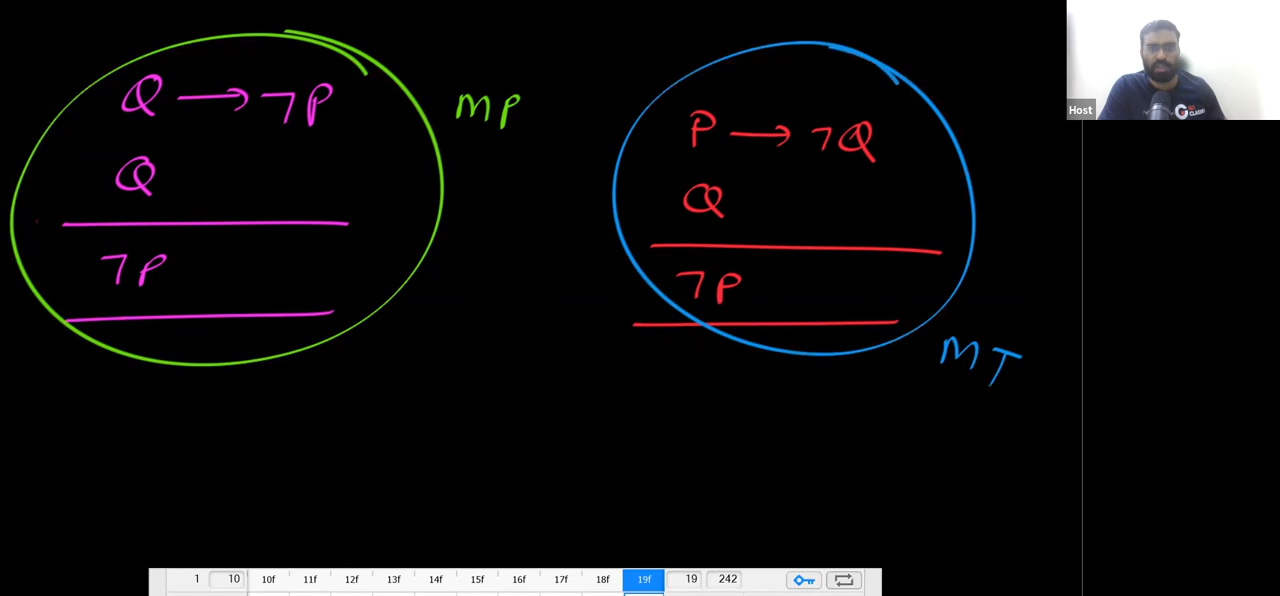 Q → ¬P
Q
¬P
MP
P → ¬Q
Q
¬P
MT
Host
1 10 10f 11f 12f 13f 14f 15f 16f 17f 18f 19f 19 242